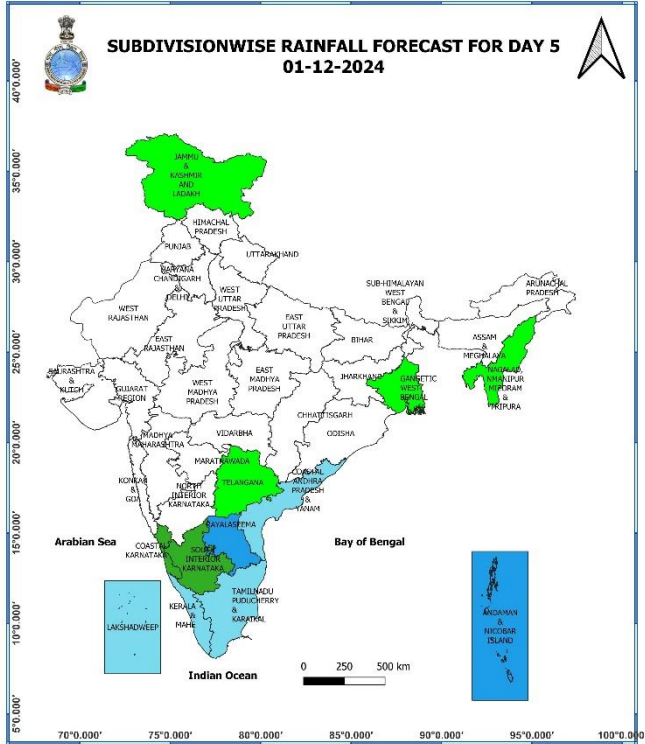 SUBDIVISIONWISE RAINFALL FORECAST FOR DAY 5
01-12-2024
40°0.000'
35°0.000'
30°0.000'
25°0.000'
20°0.000'
15°0.000'
10°0.000'
5°0.000'
JAMMU
&
KASHMIR
AND
LADAKH
HIMACHAL
PRADESH
PUNJAB
UTTARAKHAND
HARYANA
CHANDIGARH
&
DELHI
WEST
UTTAR
PRADESH
SUB-HIMALAYAN
WEST
BENGAL
&
SIKKIM
ARUNACHAL
PRADESH
WEST
RAJASTHAN
EAST
RAJASTHAN
EAST
UTTAR
PRADESH
BIHAR
ASSAM
&
MEGHALAYA
NAGALAD,
NMANIPUR
MIZORAM
&
TRIPURA
SAURASHTRA
&
KUTCH
GUJARAT
REGION
WEST
MADHYA
PRADESH
EAST
MADHYA
PRADESH
JHARKHAND
GANGETIC
WEST
BENGAL
CHHATTISGARH
ODISHA
MADHYA
MAHARASHTRA
VIDARBHA
MARATHAWADA
KONKAN
&
GOA
NORTH
INTERIOR
KARNATAKA
TELANGANA
COASTAL
ANDHRA
PRADESH
&
YANAM
RAYALASEEMA
Arabian Sea
COASTAL
KARNATAKA
SOUTH
INTERIOR
KARNATAKA
Bay of Bengal
LAKSHADWEEP
KERALA
&
MAHE
TAMILNADU
PUDUCHERRY
&
KARAIKAL
ANDAMAN
&
NICOBAR
ISLAND
Indian Ocean
0 250 500 km
70°0.000' 75°0.000' 80°0.000' 85°0.000' 90°0.000' 95°0.000' 100°0.000'